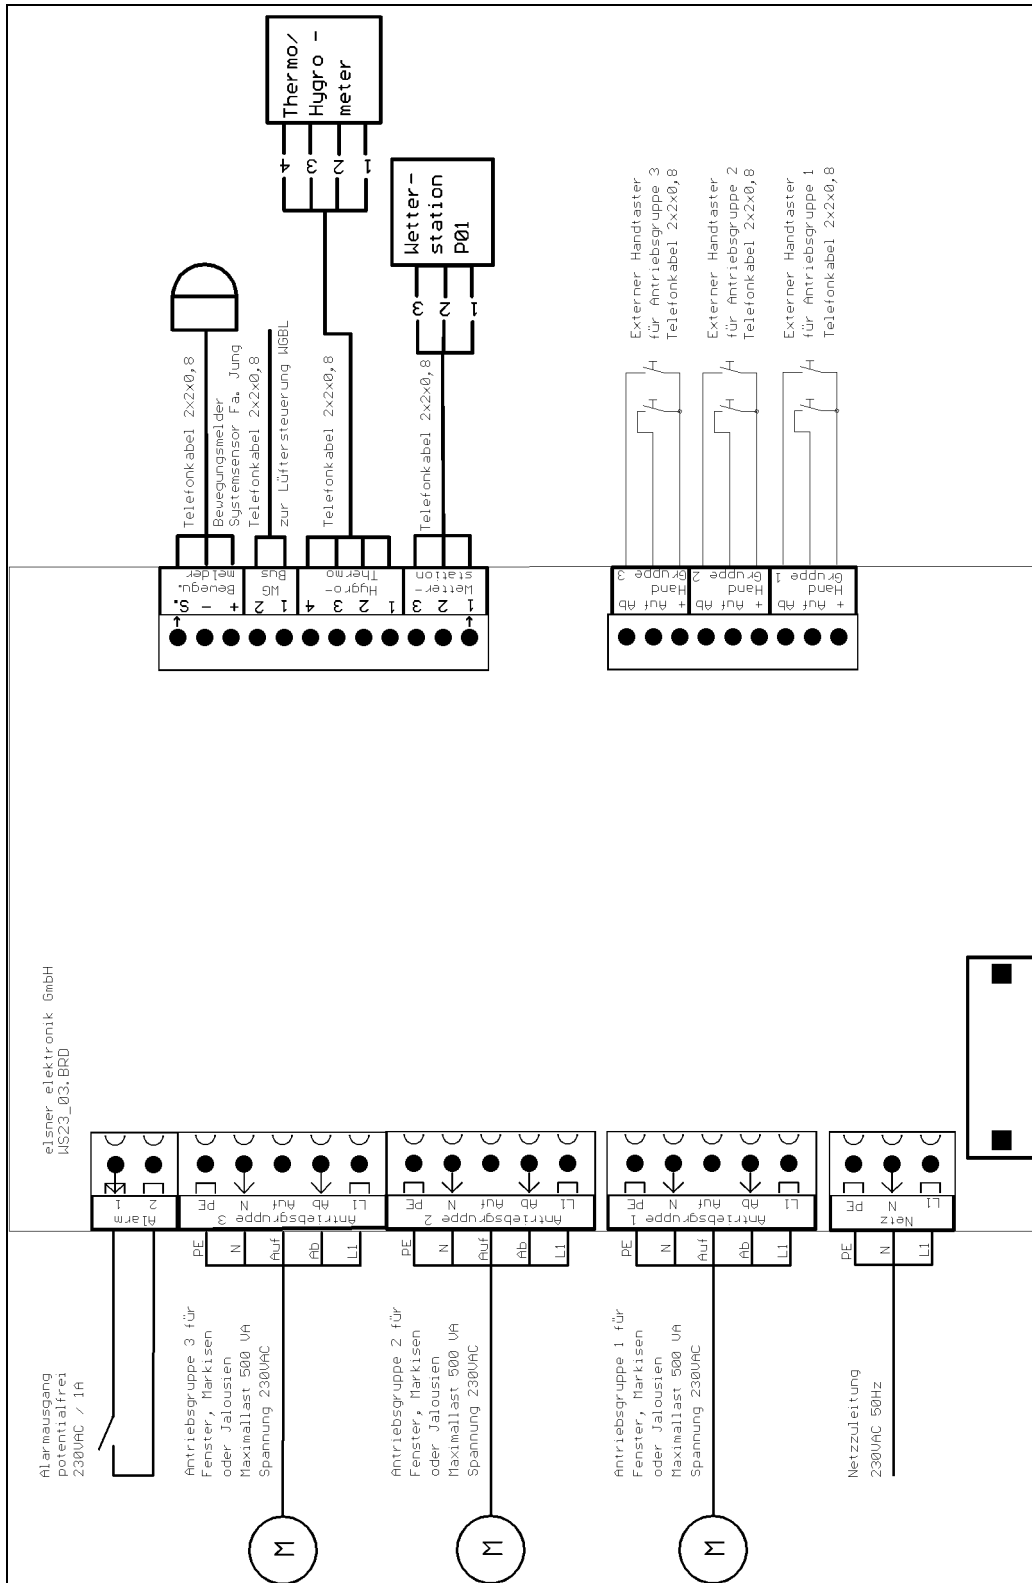 Thermo/
Hygro -
meter
4
3
2
1
Wetter-
station
P01
3
2
1
Telefonkabel 2x2x0,8
Bewegungsmelder
Systemsensor Fa. Jung
Telefonkabel 2x2x0,8
zur Lüftersteuerung WGBL
Telefonkabel 2x2x0,8
Telefonkabel 2x2x0,8
Externer Handtaster
für Antriebsgruppe 3
Telefonkabel 2x2x0,8
Externer Handtaster
für Antriebsgruppe 2
Telefonkabel 2x2x0,8
Externer Handtaster
für Antriebsgruppe 1
Telefonkabel 2x2x0,8
Bewegu.
melder
S.
-
+
WG
Bus
2
1
Hygro-
Thermo
4
3
2
1
Wetter-
station
3
2
1
Hand
Gruppe 3
Ab
Auf
+
Hand
Gruppe 2
Ab
Auf
+
Hand
Gruppe 1
Ab
Auf
+
elsner elektronik GmbH
WS23_03.BRD
1
2
Alarm
PE
N
Auf
Ab
L1
Antriebsgruppe 3
PE
N
Auf
Ab
L1
Antriebsgruppe 2
PE
N
Auf
Ab
L1
Antriebsgruppe 1
PE
N
L1
Netz
PE
N
Auf
Ab
L1
PE
N
Auf
Ab
L1
PE
N
Auf
Ab
L1
PE
N
L1
Alarmausgang
potentialfrei
230VAC / 1A
Antriebsgruppe 3 für
Fenster, Markisen
oder Jalousien
Maximallast 500 VA
Spannung 230VAC
Antriebsgruppe 2 für
Fenster, Markisen
oder Jalousien
Maximallast 500 VA
Spannung 230VAC
Antriebsgruppe 1 für
Fenster, Markisen
oder Jalousien
Maximallast 500 VA
Spannung 230VAC
Netzzuleitung
230VAC 50Hz
M
M
M